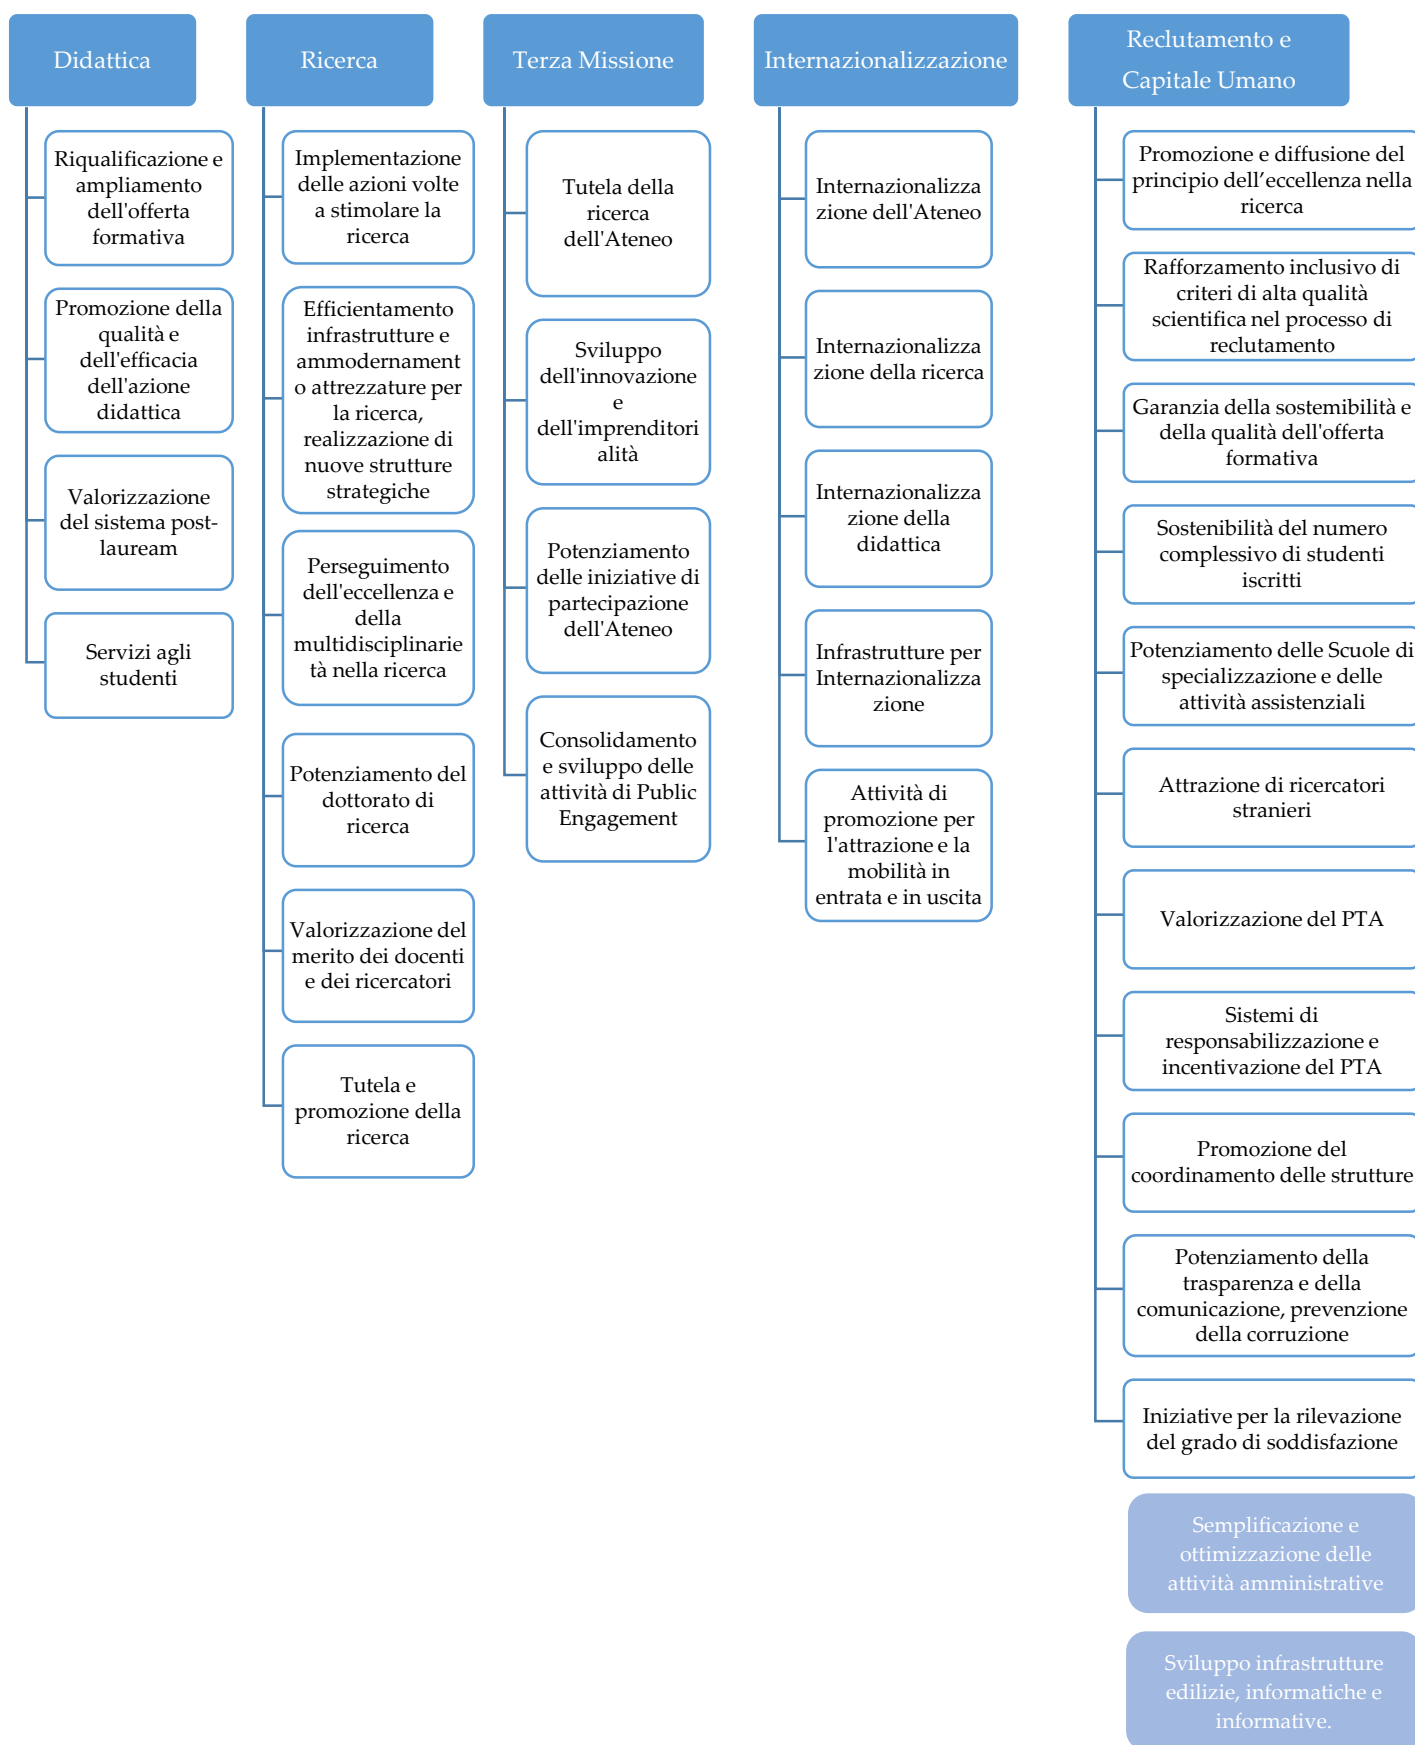 Didattica
Riqualificazione e
ampliamento
dell'offerta
formativa
Promozione della
qualità e
dell'efficacia
dell'azione
didattica
Valorizzazione
del sistema post-
lauream
Servizi agli
studenti
Ricerca
Implementazione
delle azioni volte
a stimolare la
ricerca
Efficientamento
infrastrutture e
ammodernament
o attrezzature per
la ricerca,
realizzazione di
nuove strutture
strategiche
Perseguimento
dell'eccellenza e
della
multidisciplinarie
tà nella ricerca
Potenziamento del
dottorato di
ricerca
Valorizzazione del
merito dei docenti
e dei ricercatori
Tutela e
promozione della
ricerca
Terza Missione
Tutela della
ricerca
dell'Ateneo
Sviluppo
dell'innovazione
e
dell'imprenditori
alità
Potenziamento
delle iniziative di
partecipazione
dell'Ateneo
Consolidamento
e sviluppo delle
attività di Public
Engagement
Internazionalizzazione
Internazionalizza
zione dell'Ateneo
Internazionalizza
zione della ricerca
Internazionalizza
zione della
didattica
Infrastrutture per
Internazionalizza
zione
Attività di
promozione per
l'attrazione e la
mobilità in
entrata e in uscita
Reclutamento e
Capitale Umano
Promozione e diffusione del
principio dell’eccellenza nella
ricerca
Rafforzamento inclusivo di
criteri di alta qualità
scientifica nel processo di
reclutamento
Garanzia della sostemibilità e
della qualità dell'offerta
formativa
Sostenibilità del numero
complessivo di studenti
iscritti
Potenziamento delle Scuole di
specializzazione e delle
attività assistenziali
Attrazione di ricercatori
stranieri
Valorizzazione del PTA
Sistemi di
responsabilizzazione e
incentivazione del PTA
Promozione del
coordinamento delle strutture
Potenziamento della
trasparenza e della
comunicazione, prevenzione
della corruzione
Iniziative per la rilevazione
del grado di soddisfazione
Semplificazione e
ottimizzazione delle
attività amministrative
Sviluppo infrastrutture
edilizie, informatiche e
informative.